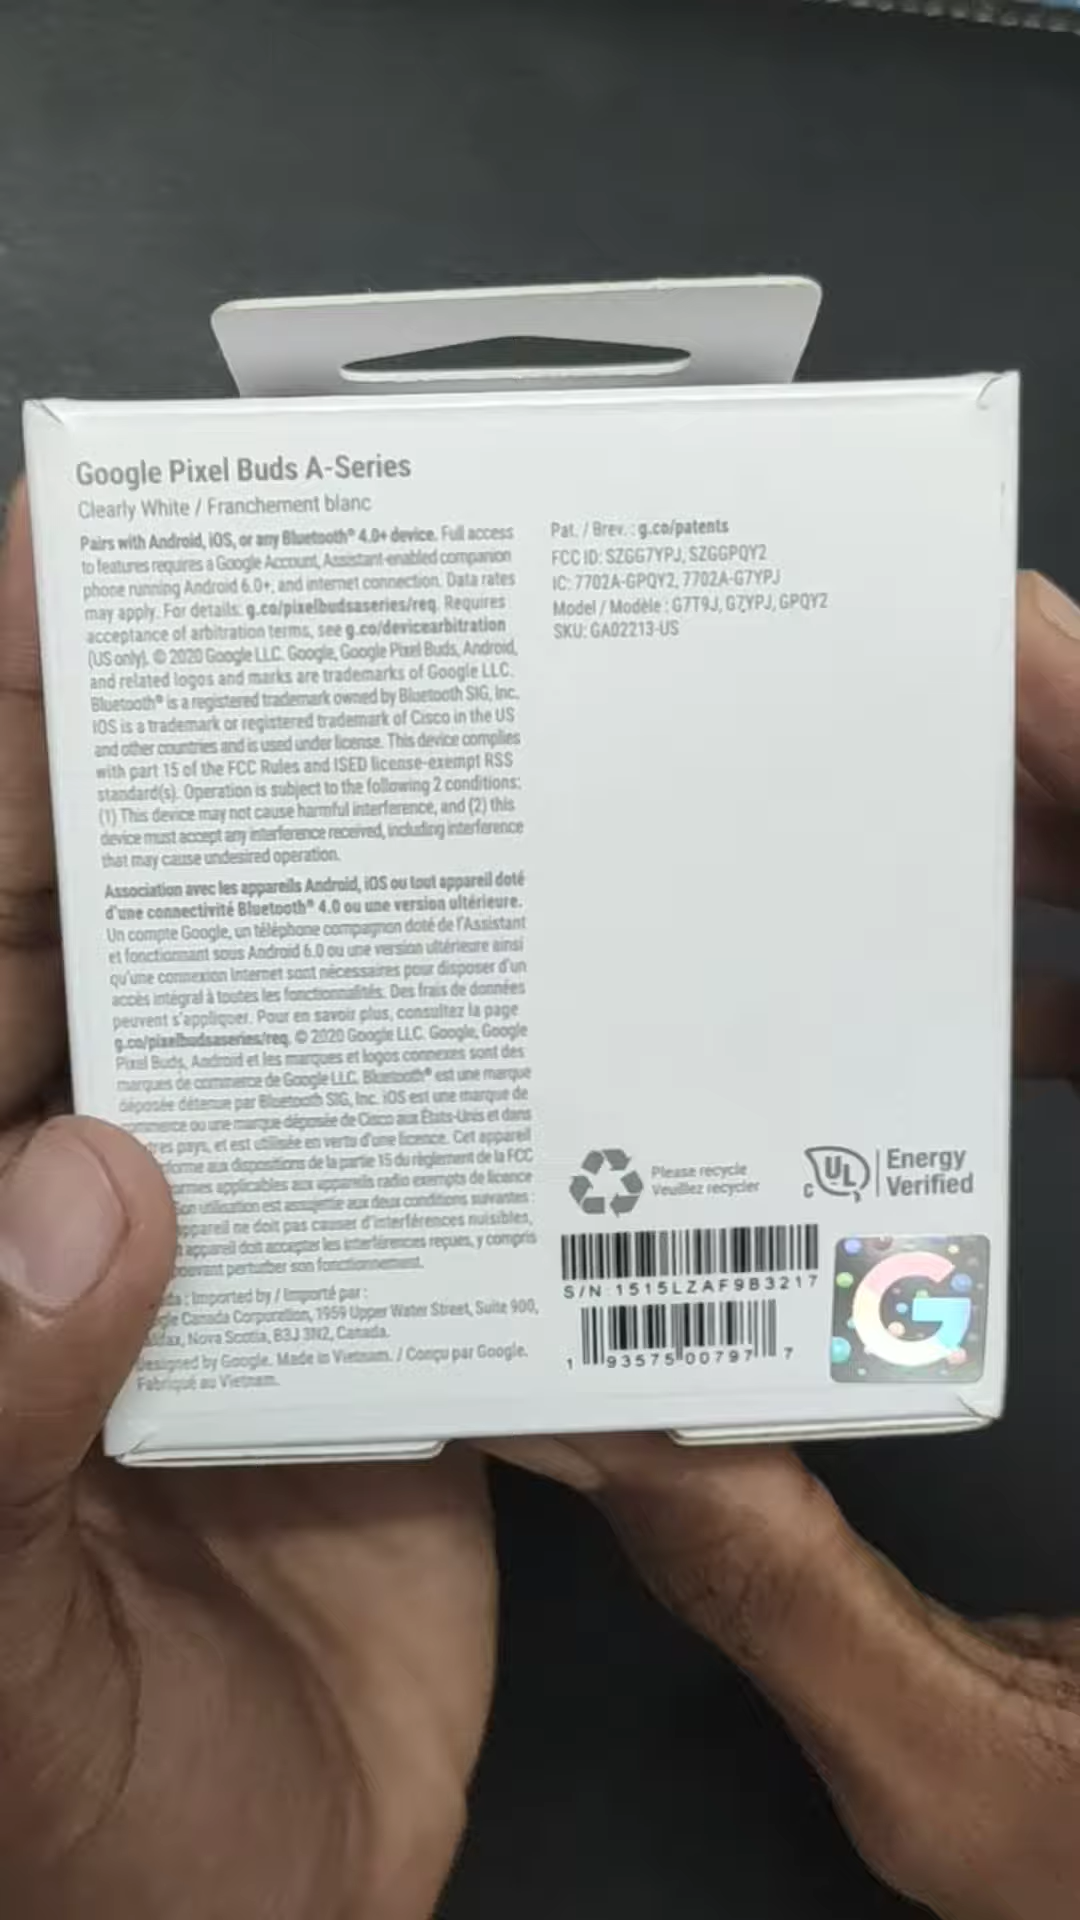 Google Pixel Buds A-Series
Clearly White / Franchement blanc
Pairs with Android, iOS, or any Bluetooth® 4.0+ device. Full access
to features requires a Google Account, Assistant-enabled companion
phone running Android 6.0+, and internet connection. Data rates
may apply. For details: g.co/pixelbudsaseries/req. Requires
acceptance of arbitration terms, see g.co/devicearbitration
(US only). © 2020 Google LLC. Google, Google Pixel Buds, Android,
and related logos and marks are trademarks of Google LLC.
Bluetooth® is a registered trademark owned by Bluetooth SIG, Inc.
IOS is a trademark or registered trademark of Cisco in the US
and other countries and is used under license. This device complies
with part 15 of the FCC Rules and ISED license-exempt RSS
standard(s). Operation is subject to the following 2 conditions:
(1) This device may not cause harmful interference, and (2) this
device must accept any interference received, including interference
that may cause undesired operation.
Association avec les appareils Android, iOS ou tout appareil doté
d'une connectivité Bluetooth® 4.0 ou une version ultérieure.
Un compte Google, un téléphone compagnon doté de l'Assistant
et fonctionnant sous Android 6.0 ou une version ultérieure ainsi
qu'une connexion Internet sont nécessaires pour disposer d'un
accès intégral à toutes les fonctionnalités. Des frais de données
peuvent s'appliquer. Pour en savoir plus, consultez la page
g.co/pixelbudsaseries/req. © 2020 Google LLC. Google, Google
Pixel Buds, Android et les marques et logos connexes sont des
marques de commerce de Google LLC. Bluetooth® est une marque
déposée détenue par Bluetooth SIG, Inc. iOS est une marque de
ou une marque déposée de Cisco aux États-Unis et dans
pays, et est utilisée en vertu d'une licence. Cet appareil
aux dispositions de la partie 15 du règlement de la FCC
applicables aux appareils radio exempts de licence
Son utilisation est assujettie aux deux conditions suivantes :
appareil ne doit pas causer d'interférences nuisibles,
appareil doit accepter les interférences reçues, y compris
pouvant perturber son fonctionnement.
Imported by / Importé par :
Canada Corporation, 1959 Upper Water Street, Suite 900,
Nova Scotia, B3J 3N2, Canada.
Designed by Google. Made in Vietnam. / Conçu par Google.
Fabriqué au Vietnam.
Pat. / Brev. : g.co/patents
FCC ID: SZGG7YPJ, SZGGPQY2
IC: 7702A-GPQY2, 7702A-G7YPJ
Model / Modèle : G7T9J, G7YPJ, GPQY2
SKU: GA02213-US
Please recycle
Veuillez recycler
C UL
Energy
Verified
S/N 1515LZAF9B3217
1 93575 00797 7
G